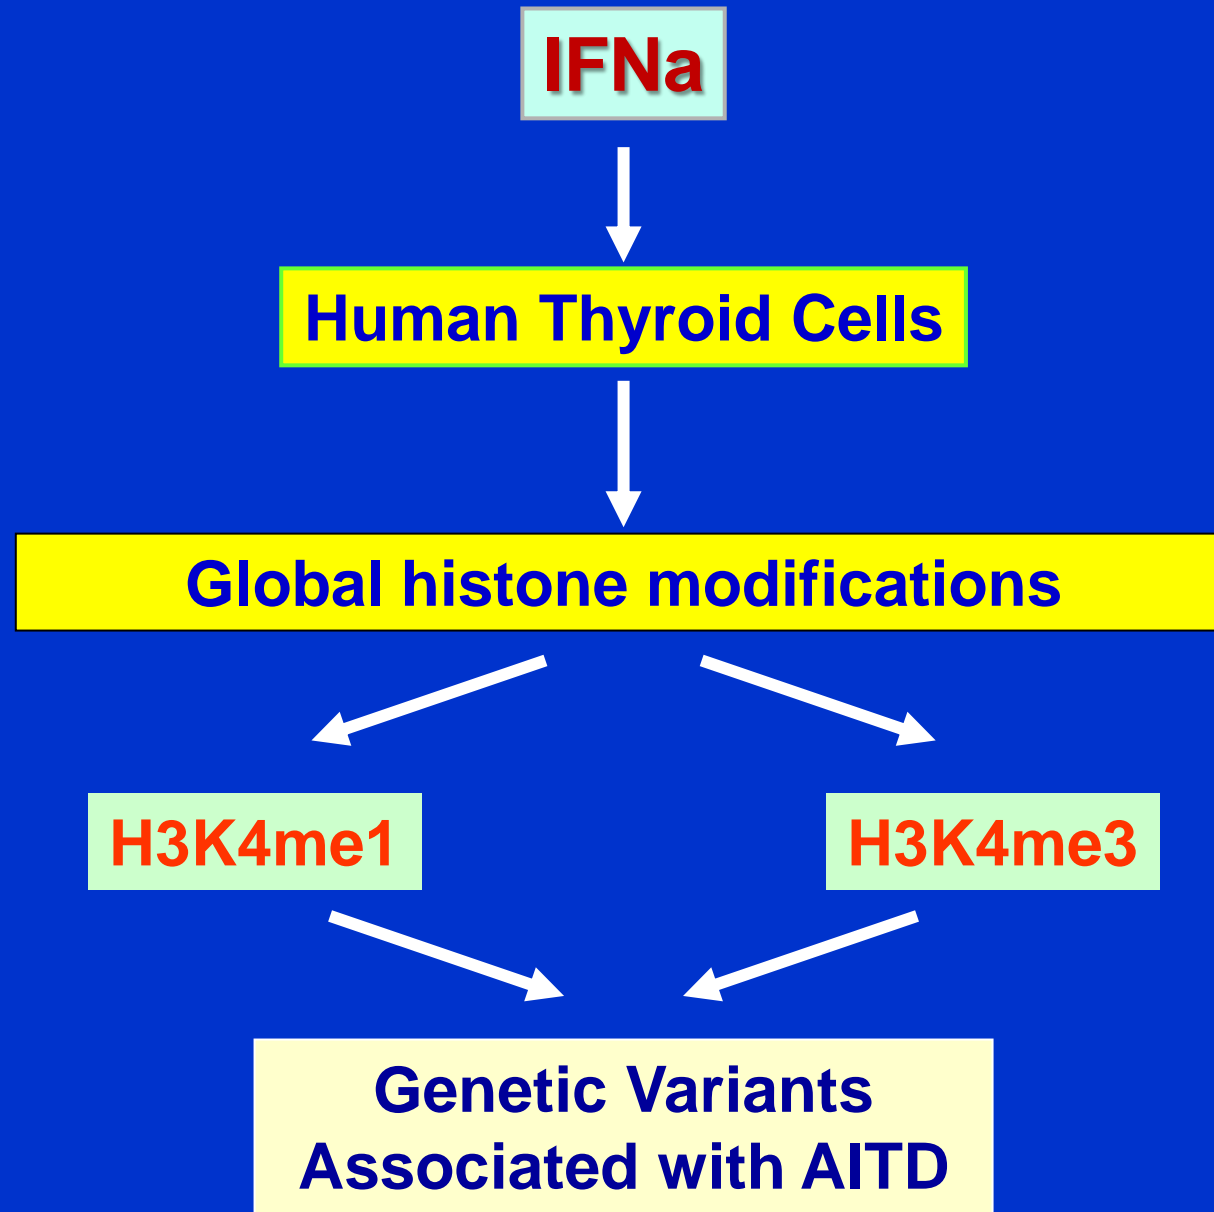 IFNa
Human Thyroid Cells
Global histone modifications
H3K4me1
H3K4me3
Genetic Variants
Associated with AITD